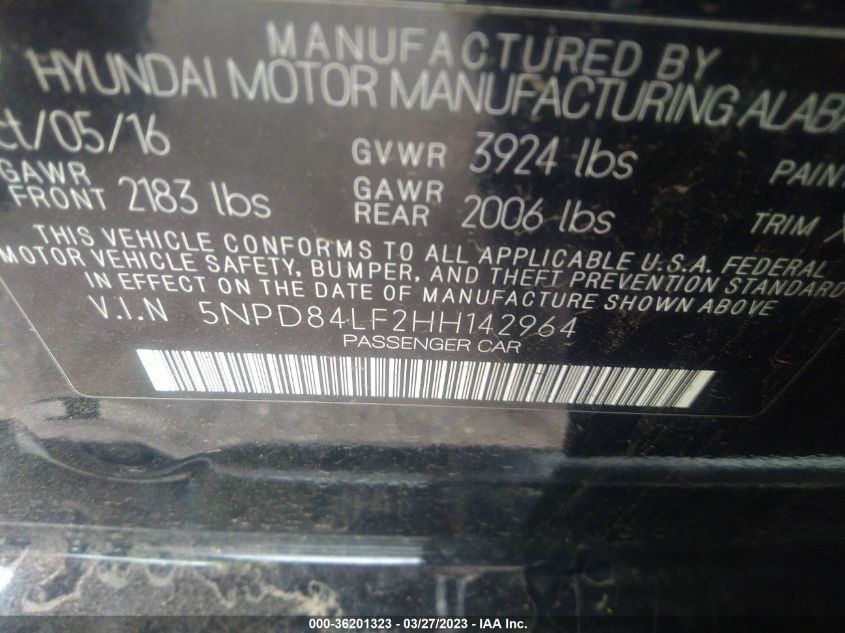 MANUFACTURED BY
HYUNDAI MOTOR MANUFACTURING ALABA
ct/05/16
GVWR 3924 lbs
PAIN
GAWR FRONT 2183 lbs
GAWR REAR 2006 lbs
TRIM X
THIS VEHICLE CONFORMS TO ALL APPLICABLE U.S.A. FEDERAL
MOTOR VEHICLE SAFETY, BUMPER, AND THEFT PREVENTION STANDARD
IN EFFECT ON THE DATE OF MANUFACTURE SHOWN ABOVE
V.I.N 5NPD84LF2HH142964
PASSENGER CAR
000-36201323 — 03/27/2023 — IAA Inc.